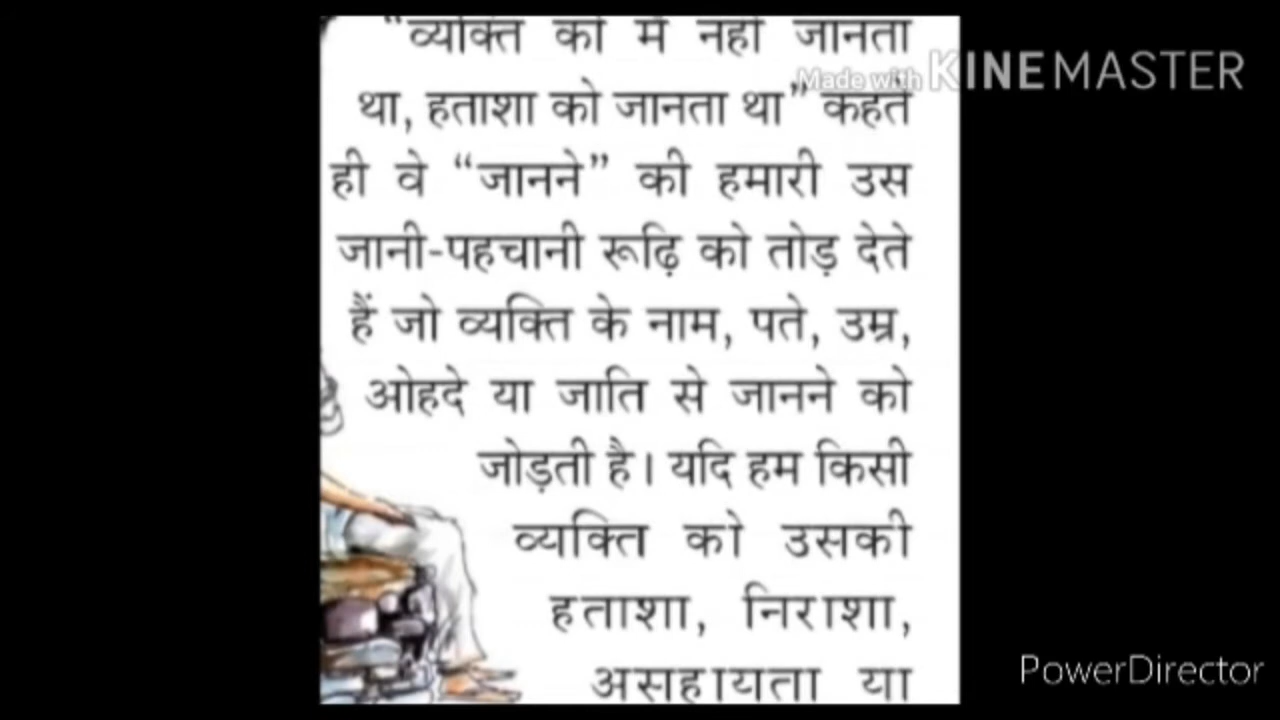 “व्यक्ति को मैं नहीं जानता
था, हताशा को जानता था” कहते
ही वे “जानने” की हमारी उस
जानी-पहचानी रूढ़ि को तोड़ देते
हैं जो व्यक्ति के नाम, पते, उम्र,
ओहदे या जाति से जानने को
जोड़ती है। यदि हम किसी
व्यक्ति को उसकी
हताशा, निराशा,
असहायता या
Made with KINEMASTER
PowerDirector